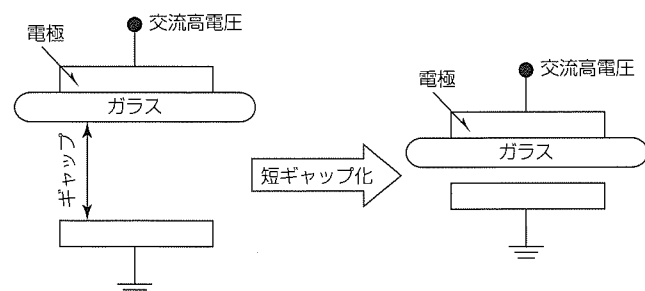 交流高電圧
電極
ガラス
ギャップ
短ギャップ化
交流高電圧
電極
ガラス